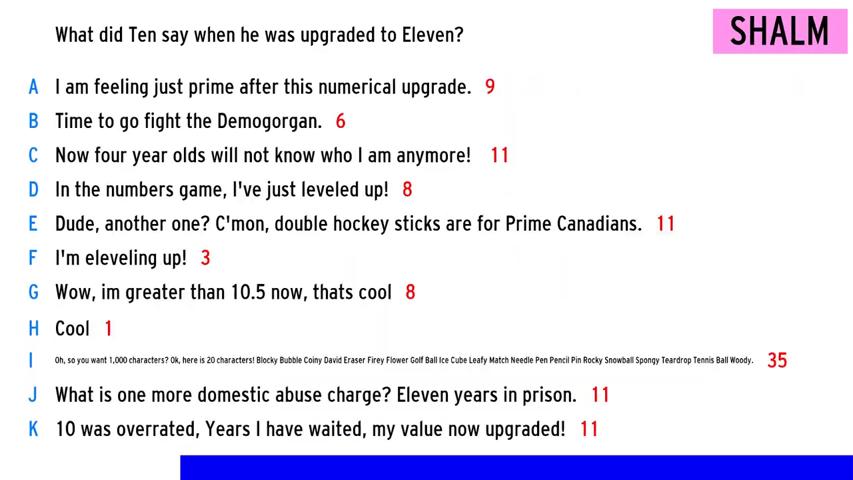 What did Ten say when he was upgraded to Eleven?
SHALM
A I am feeling just prime after this numerical upgrade. 9
B Time to go fight the Demogorgan. 6
C Now four year olds will not know who I am anymore! 11
D In the numbers game, I've just leveled up! 8
E Dude, another one? C'mon, double hockey sticks are for Prime Canadians. 11
F I'm eleveling up! 3
G Wow, im greater than 10.5 now, thats cool 8
H Cool 1
I Oh, so you want 1,000 characters? Ok, here is 20 characters! Blocky Bubble Coiny David Eraser Firey Flower Golf Ball Ice Cube Leafy Match Needle Pen Pencil Pin Rocky Snowball Spongy Teardrop Tennis Ball Woody. 35
J What is one more domestic abuse charge? Eleven years in prison. 11
K 10 was overrated, Years I have waited, my value now upgraded! 11